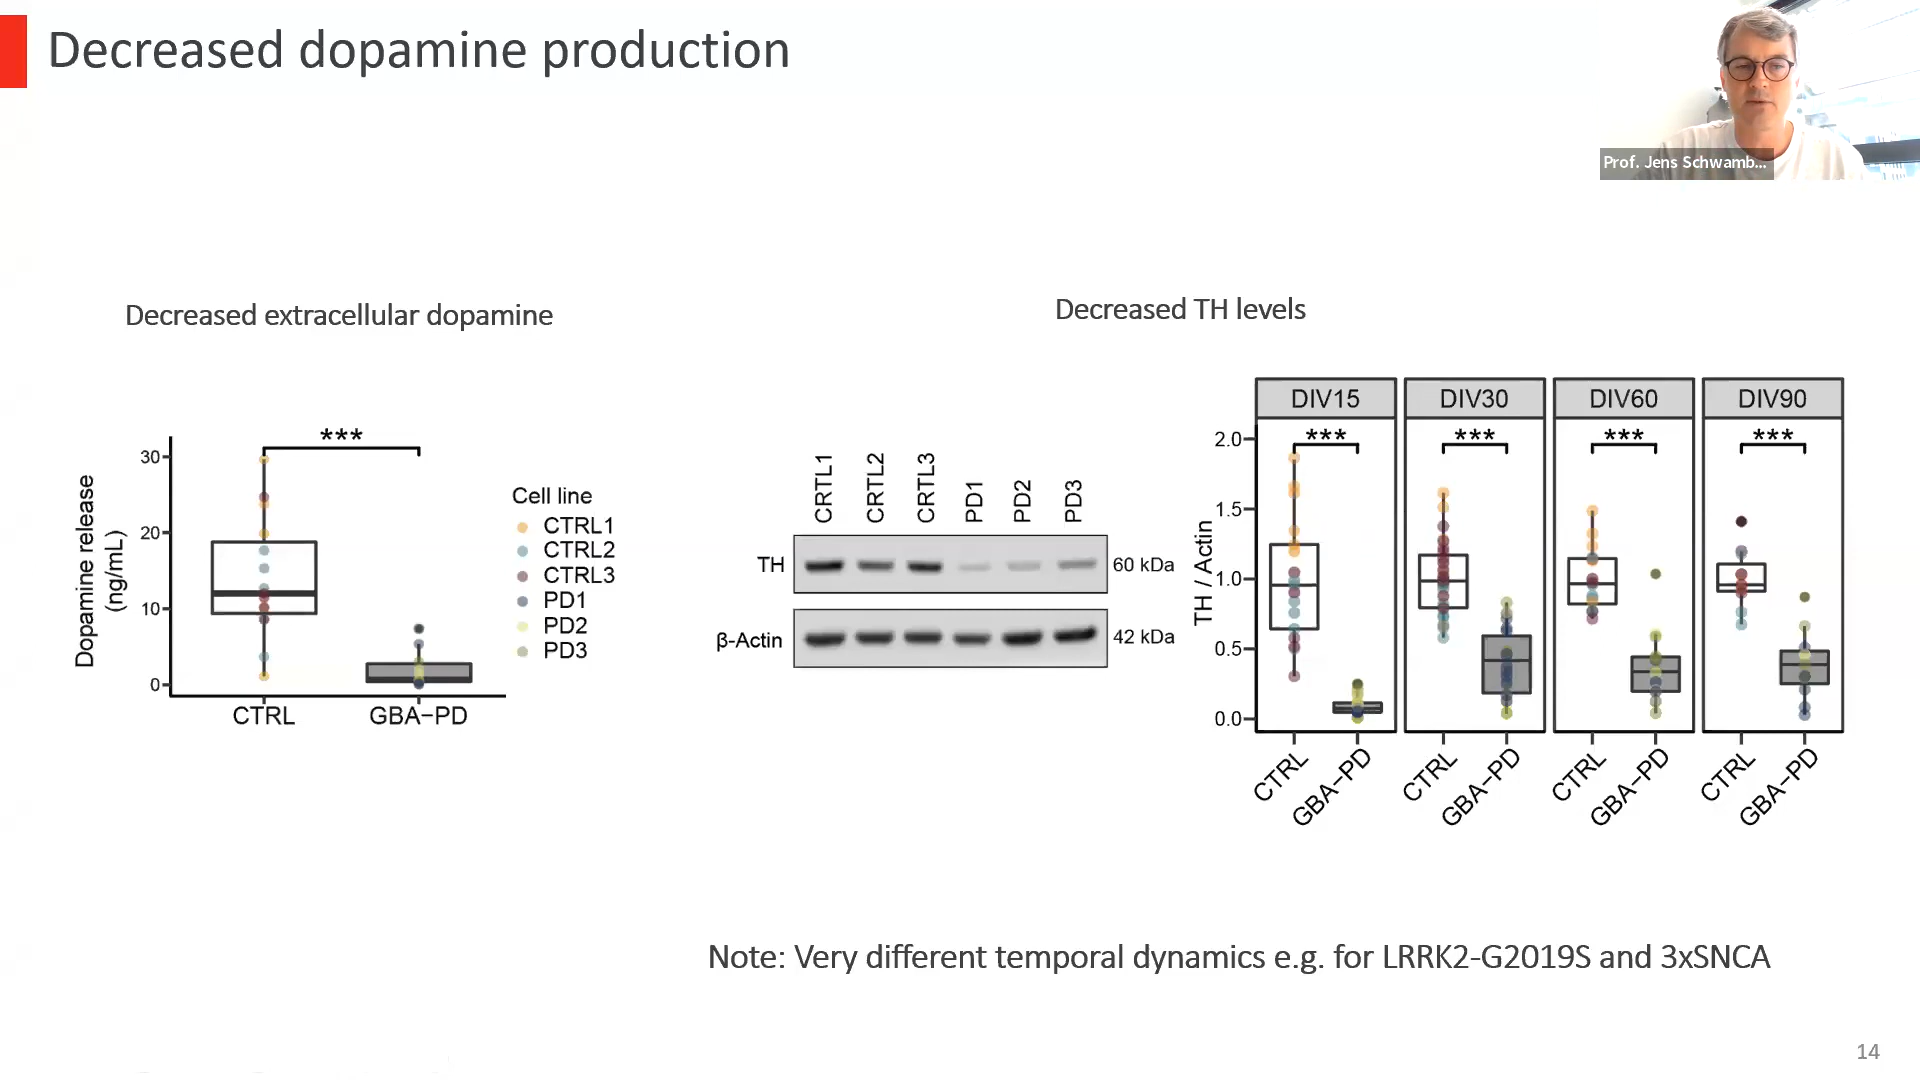 Decreased dopamine production
Prof. Jens Schwamb...
Decreased extracellular dopamine
Decreased TH levels
Dopamine release
(ng/mL)
30
20
10
0
***
CTRL
GBA−PD
Cell line
CTRL1
CTRL2
CTRL3
PD1
PD2
PD3
CRTL1
CRTL2
CRTL3
PD1
PD2
PD3
TH
60 kDa
β-Actin
42 kDa
TH / Actin
2.0
1.5
1.0
0.5
0.0
DIV15
DIV30
DIV60
DIV90
***
***
***
***
CTRL
GBA−PD
CTRL
GBA−PD
CTRL
GBA−PD
CTRL
GBA−PD
Note: Very different temporal dynamics e.g. for LRRK2-G2019S and 3xSNCA
14